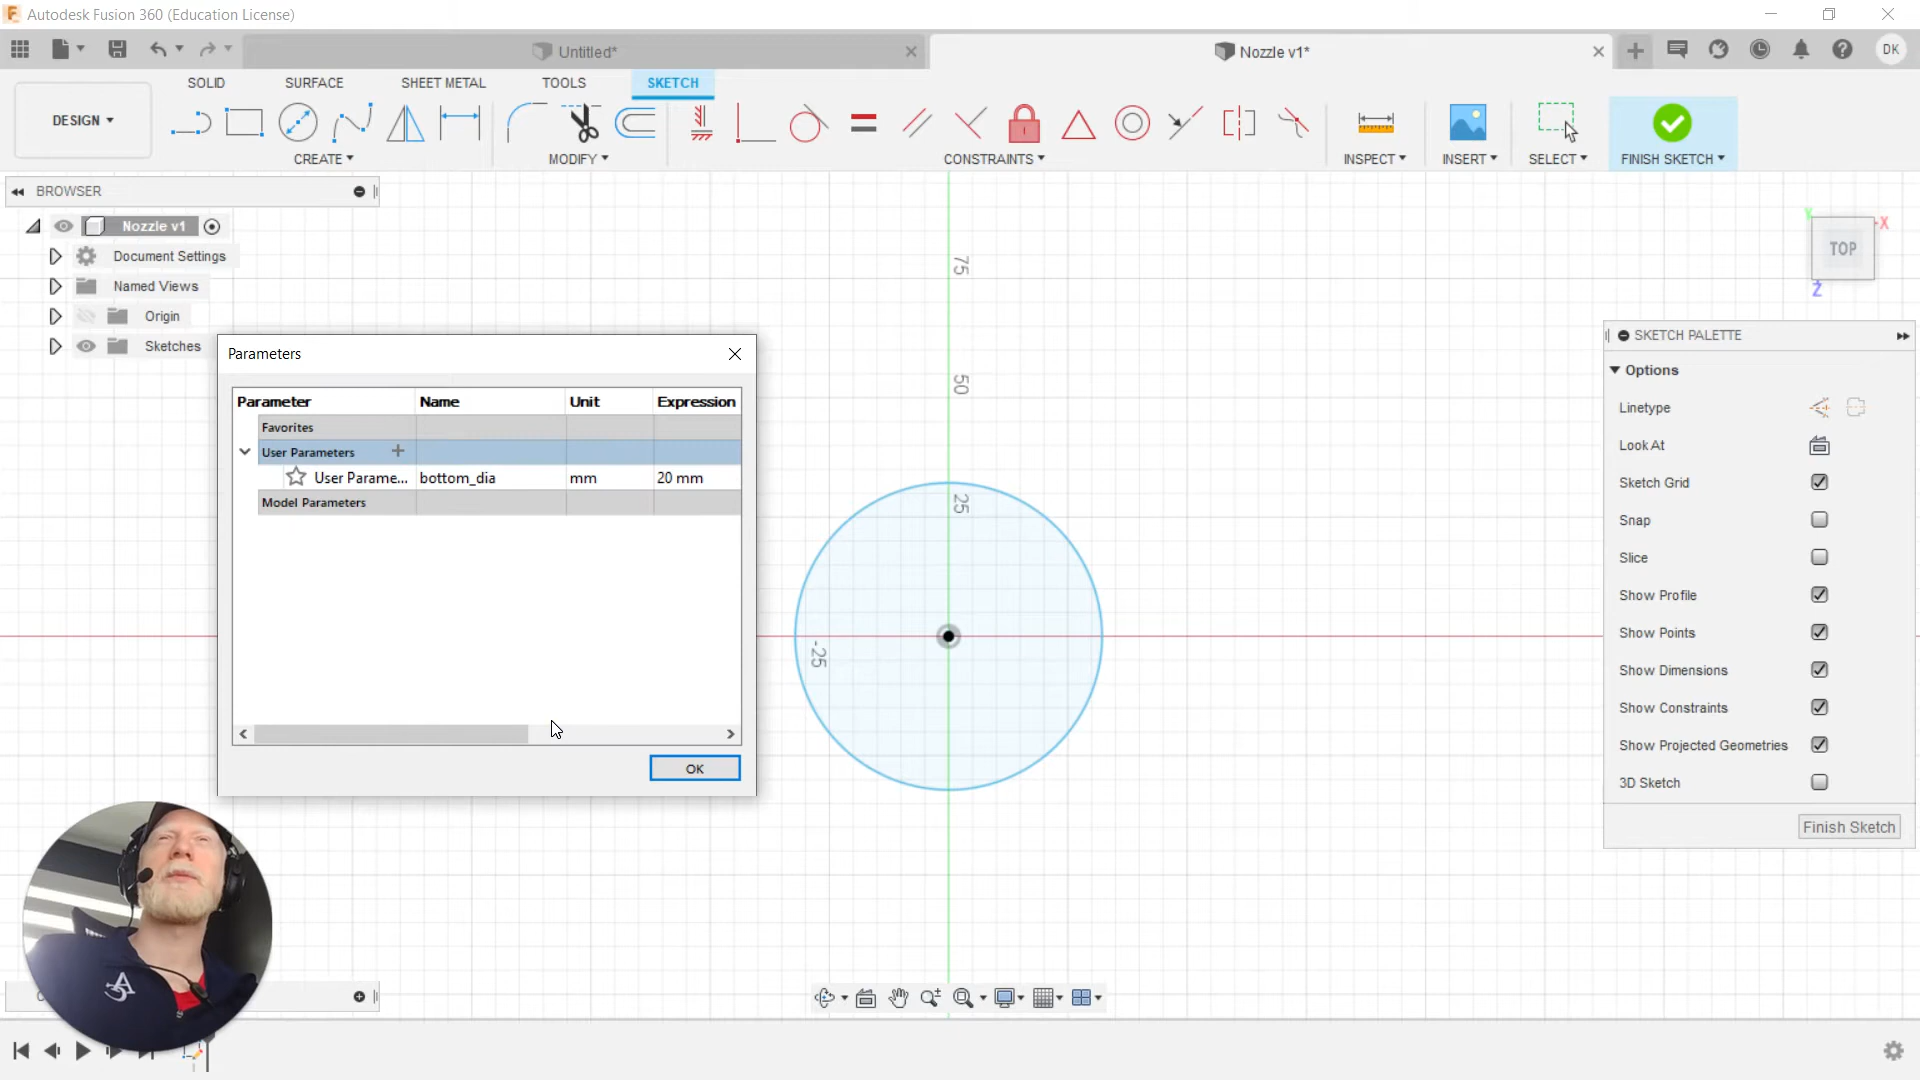 Autodesk Fusion 360 (Education License)
Untitled*
Nozzle v1*
DK
SOLID
SURFACE
SHEET METAL
TOOLS
SKETCH
DESIGN
CREATE
MODIFY
CONSTRAINTS
INSPECT
INSERT
SELECT
FINISH SKETCH
BROWSER
Nozzle v1
Document Settings
Named Views
Origin
Sketches
Parameters
Parameter Name Unit Expression
Favorites
User Parameters
User Parame... bottom_dia mm 20 mm
Model Parameters
OK
75
50
25
-25
Y
X
TOP
Z
SKETCH PALETTE
Options
Linetype
Look At
Sketch Grid
Snap
Slice
Show Profile
Show Points
Show Dimensions
Show Constraints
Show Projected Geometries
3D Sketch
Finish Sketch